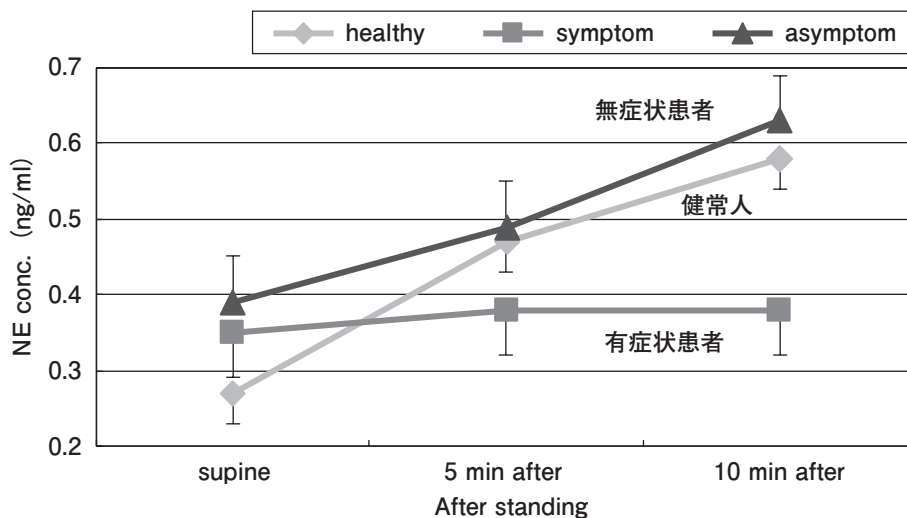 healthy symptom asymptom
NE conc. (ng/ml)
0.7
0.6
0.5
0.4
0.3
0.2
無症状患者
健常人
有症状患者
supine 5 min after 10 min after
After standing